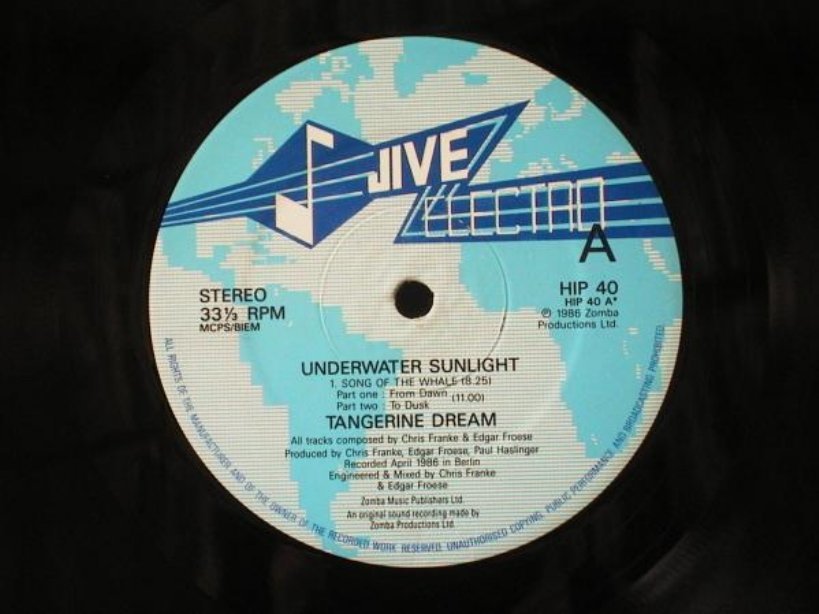 JIVE
ELECTRO
A
STEREO
33⅓ RPM
MCPS/BIEM
HIP 40
HIP 40 A*
℗ 1986 Zomba
Productions Ltd.
UNDERWATER SUNLIGHT
1. SONG OF THE WHALE (8.25)
Part one : From Dawn (11.00)
Part two : To Dusk
TANGERINE DREAM
All tracks composed by Chris Franke & Edgar Froese
Produced by Chris Franke, Edgar Froese, Paul Haslinger
Recorded April 1986 in Berlin
Engineered & Mixed by Chris Franke
& Edgar Froese
Zomba Music Publishers Ltd.
An original sound recording made by
Zomba Productions Ltd.
ALL RIGHTS OF THE MANUFACTURER AND OF THE OWNER OF THE RECORDED WORK RESERVED. UNAUTHORISED COPYING, PUBLIC PERFORMANCE AND BROADCASTING PROHIBITED.